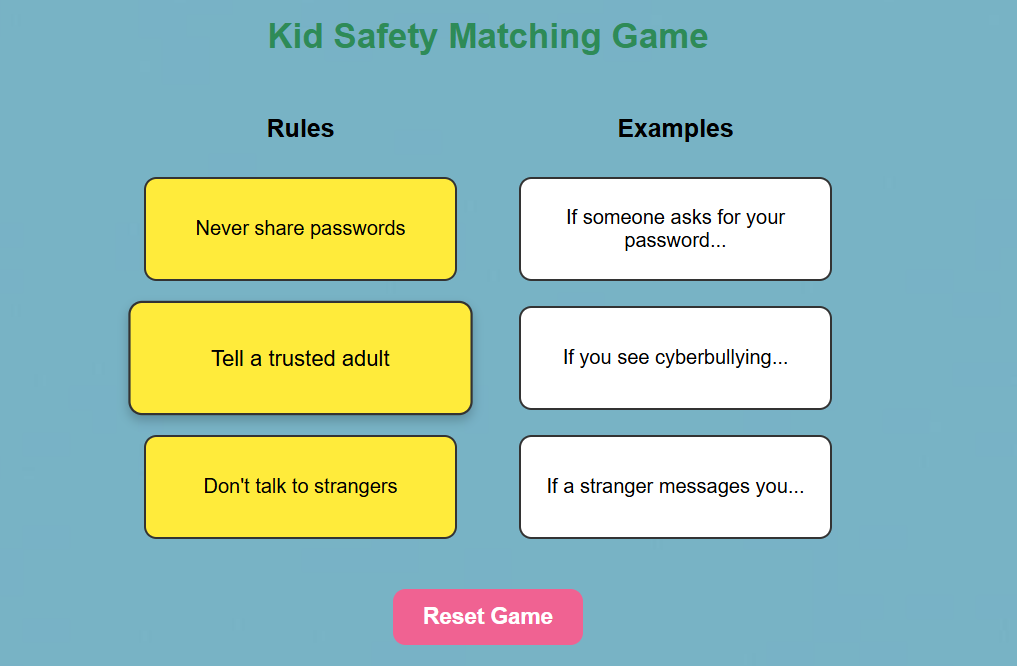 Kid Safety Matching Game
Rules
Examples
Never share passwords
If someone asks for your
password...
Tell a trusted adult
If you see cyberbullying...
Don't talk to strangers
If a stranger messages you...
Reset Game